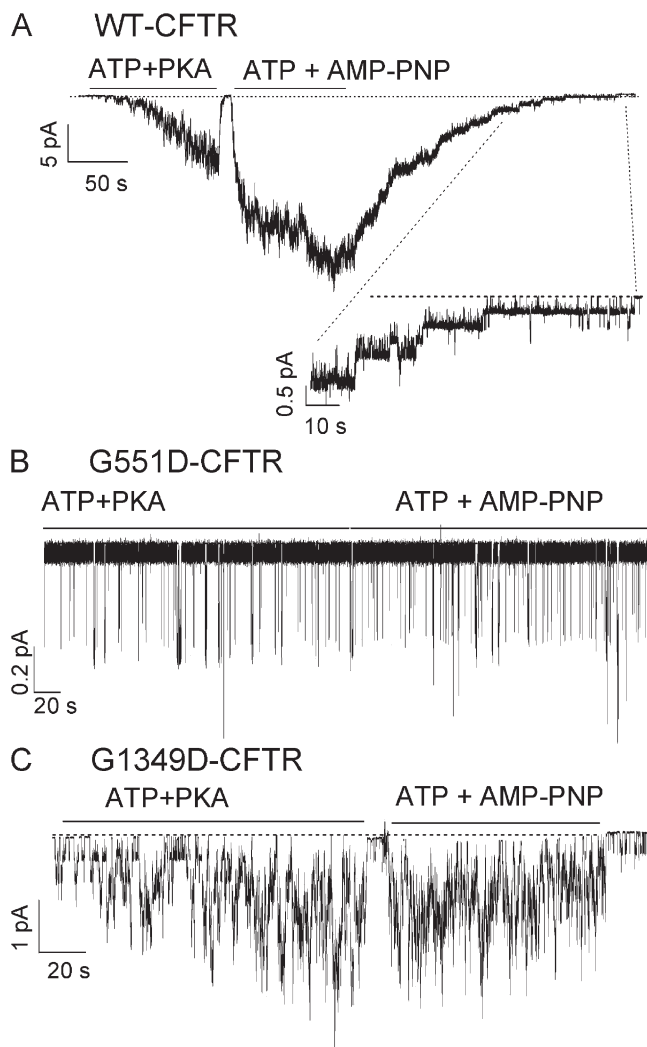 A WT-CFTR
ATP+PKA ATP + AMP-PNP
5 pA
50 s
0.5 pA
10 s
B G551D-CFTR
ATP+PKA ATP + AMP-PNP
0.2 pA
20 s
C G1349D-CFTR
ATP+PKA ATP + AMP-PNP
1 pA
20 s